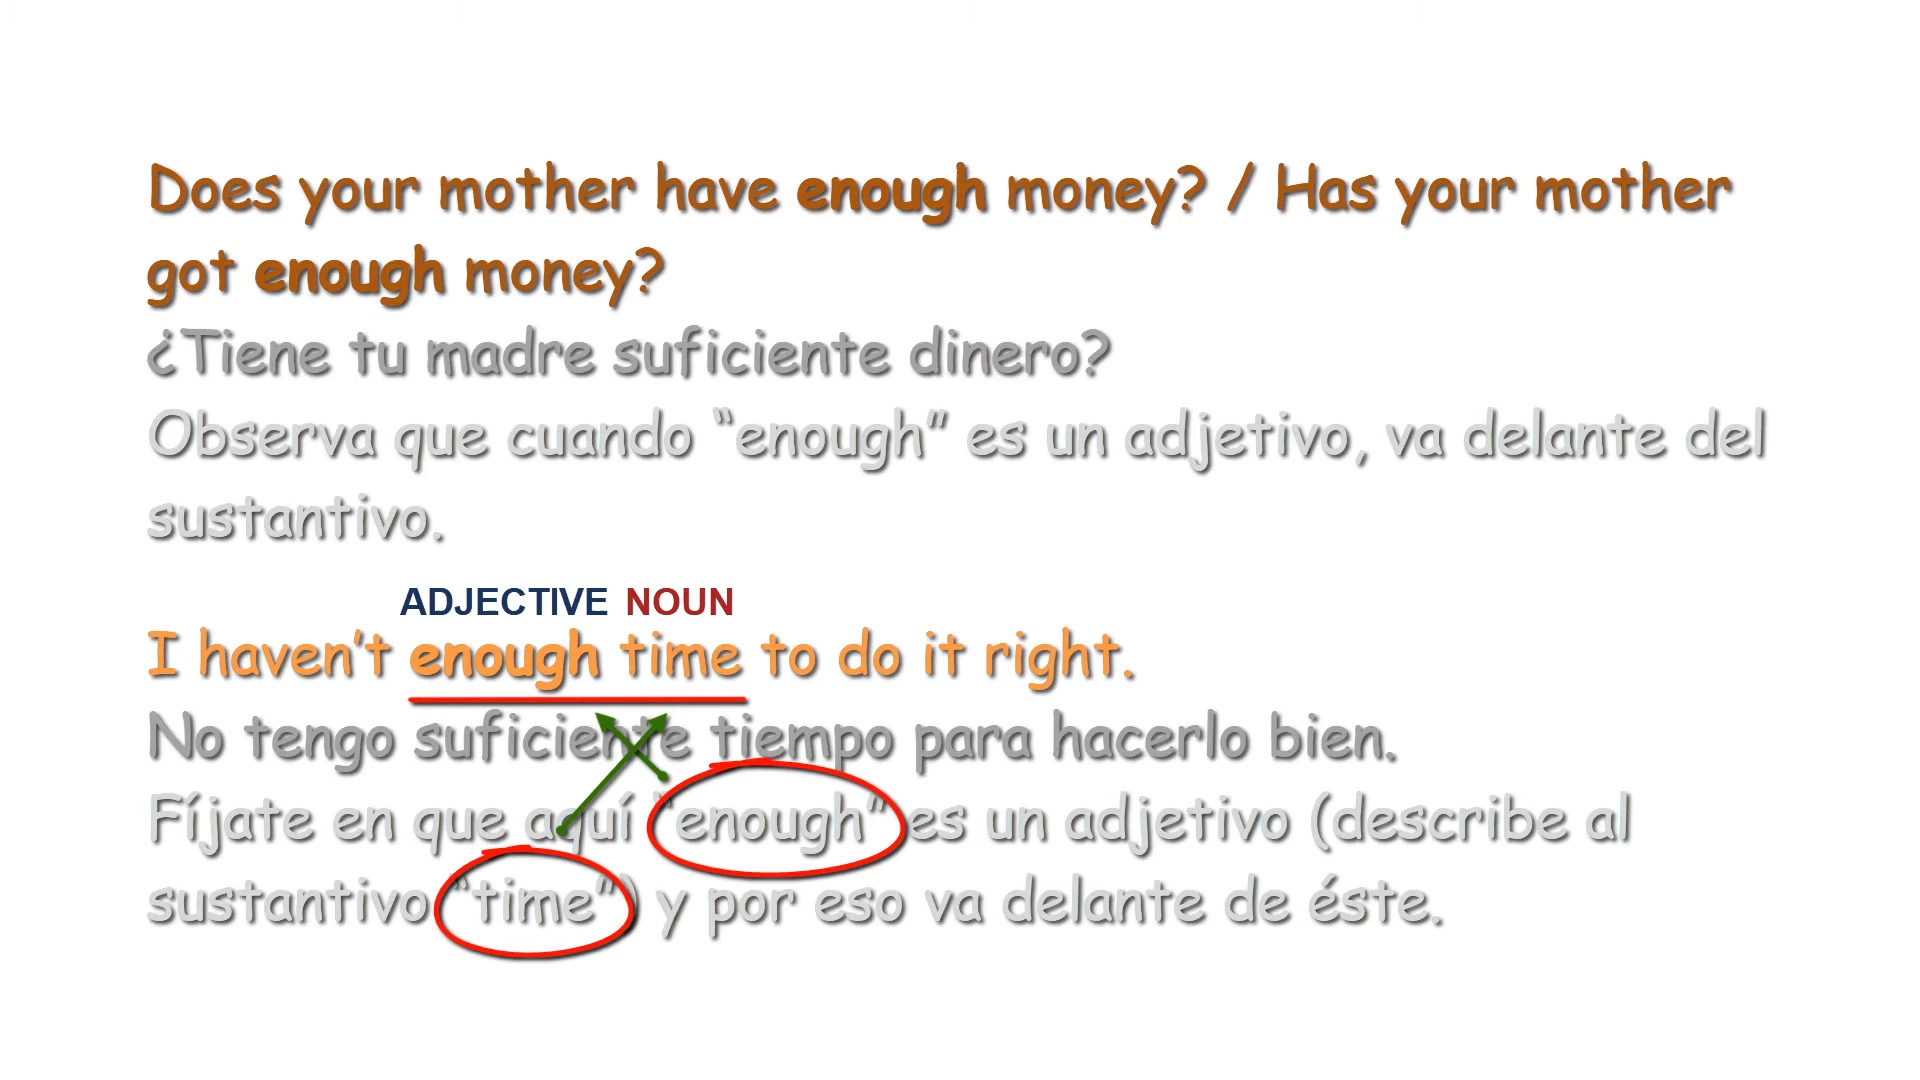 Does your mother have enough money? / Has your mother
got enough money?
¿Tiene tu madre suficiente dinero?
Observa que cuando “enough” es un adjetivo, va delante del
sustantivo.
ADJECTIVE NOUN
I haven’t enough time to do it right.
No tengo suficiente tiempo para hacerlo bien.
Fíjate en que aquí “enough” es un adjetivo (describe al
sustantivo “time”) y por eso va delante de éste.